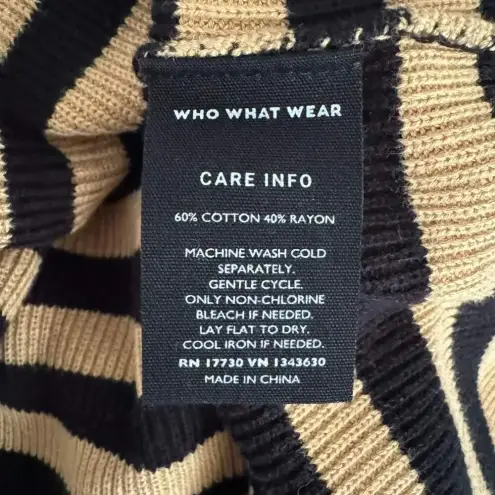 WHO WHAT WEAR
CARE INFO
60% COTTON 40% RAYON
MACHINE WASH COLD
SEPARATELY.
GENTLE CYCLE.
ONLY NON-CHLORINE
BLEACH IF NEEDED.
LAY FLAT TO DRY.
COOL IRON IF NEEDED.
RN 17730 VN 1343630
MADE IN CHINA